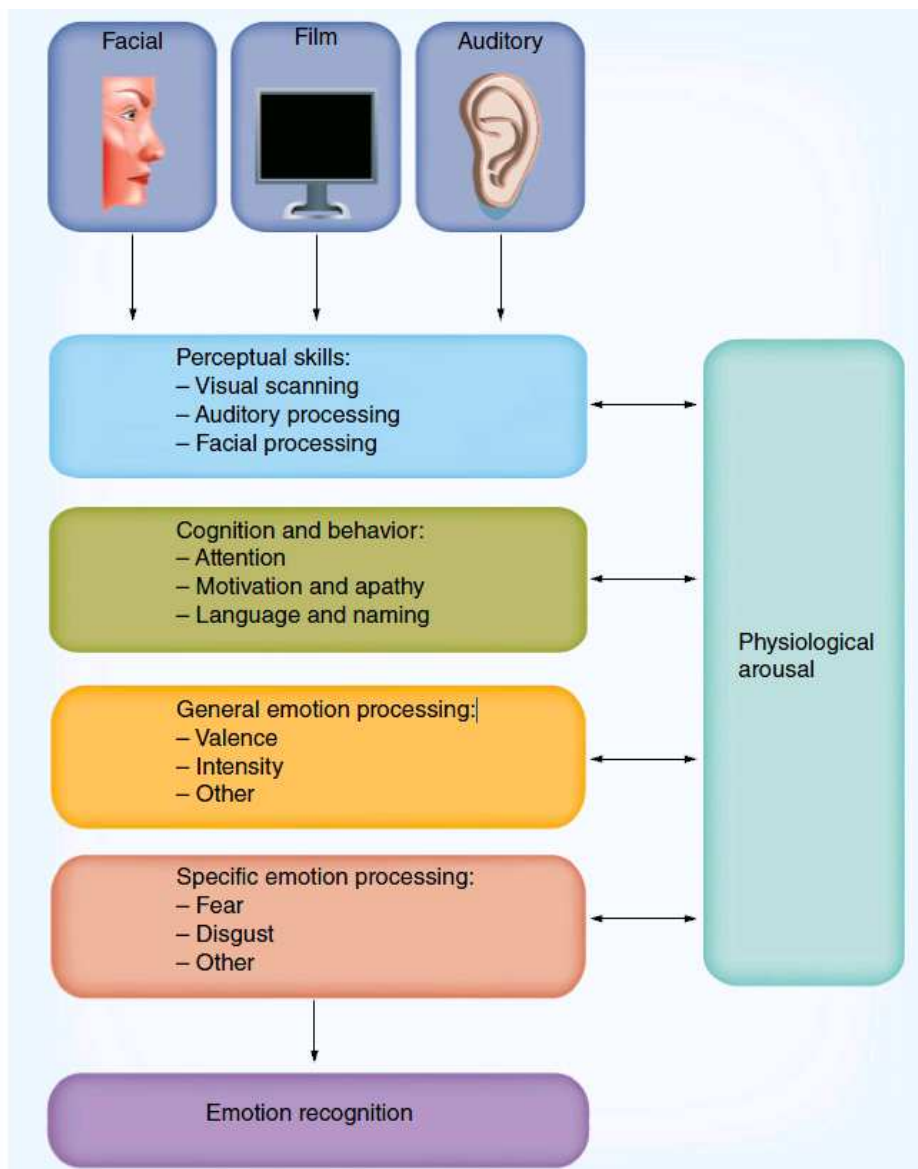 Facial
Film
Auditory
Perceptual skills:
– Visual scanning
– Auditory processing
– Facial processing
Cognition and behavior:
– Attention
– Motivation and apathy
– Language and naming
General emotion processing:
– Valence
– Intensity
– Other
Specific emotion processing:
– Fear
– Disgust
– Other
Physiological
arousal
Emotion recognition